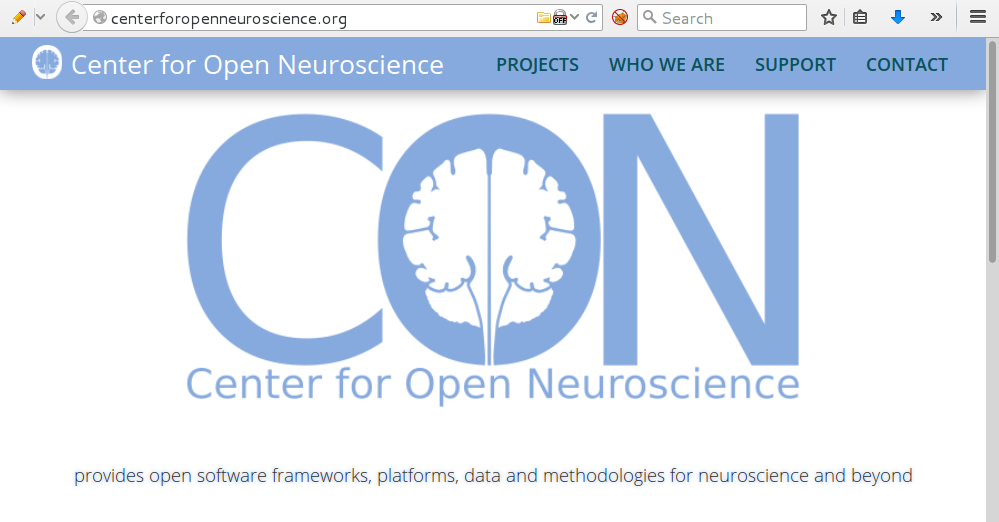 centerforopenneuroscience.org
OFF
Search
Center for Open Neuroscience
PROJECTS
WHO WE ARE
SUPPORT
CONTACT
CON
Center for Open Neuroscience
provides open software frameworks, platforms, data and methodologies for neuroscience and beyond